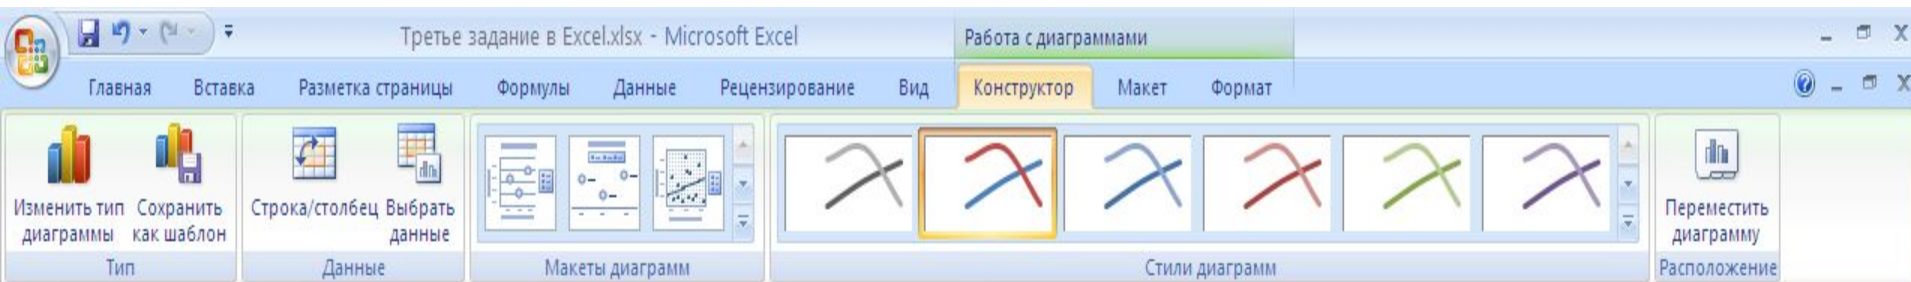 Третье задание в Excel.xlsx - Microsoft Excel
Работа с диаграммами
Главная Вставка Разметка страницы Формулы Данные Рецензирование Вид Конструктор Макет Формат
Изменить тип диаграммы
Сохранить как шаблон
Строка/столбец
Выбрать данные
Переместить диаграмму
Тип
Данные
Макеты диаграмм
Стили диаграмм
Расположение